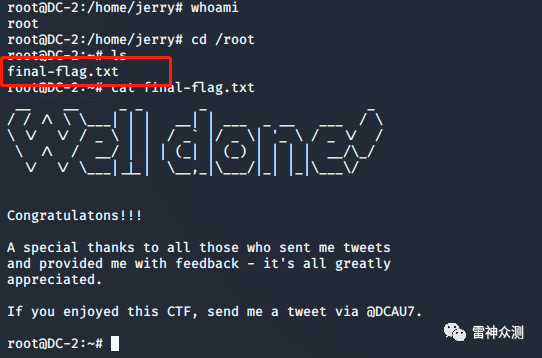 root@DC-2:/home/jerry# whoami
root
root@DC-2:/home/jerry# cd /root
root@DC-2:~# ls
final-flag.txt
root@DC-2:~# cat final-flag.txt
Well done!
Congratulatons!!!
A special thanks to all those who sent me tweets
and provided me with feedback - it's all greatly
appreciated.
If you enjoyed this CTF, send me a tweet via @DCAU7.
雷神众测
root@DC-2:~#